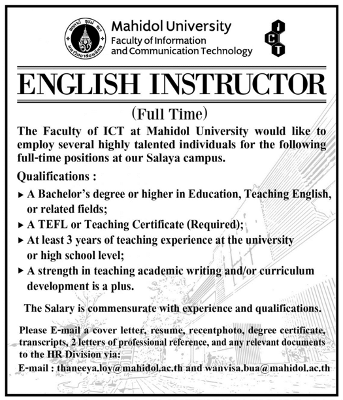 Mahidol University
Faculty of Information
and Communication Technology
ICT
ENGLISH INSTRUCTOR
(Full Time)
The Faculty of ICT at Mahidol University would like to
employ several highly talented individuals for the following
full-time positions at our Salaya campus.
Qualifications :
▸ A Bachelor's degree or higher in Education, Teaching English,
or related fields;
▸ A TEFL or Teaching Certificate (Required);
▸ At least 3 years of teaching experience at the university
or high school level;
▸ A strength in teaching academic writing and/or curriculum
development is a plus.
The Salary is commensurate with experience and qualifications.
Please E-mail a cover letter, resume, recentphoto, degree certificate,
transcripts, 2 letters of professional reference, and any relevant documents
to the HR Division via:
E-mail : thaneeya.loy@mahidol.ac.th and wanvisa.bua@mahidol.ac.th